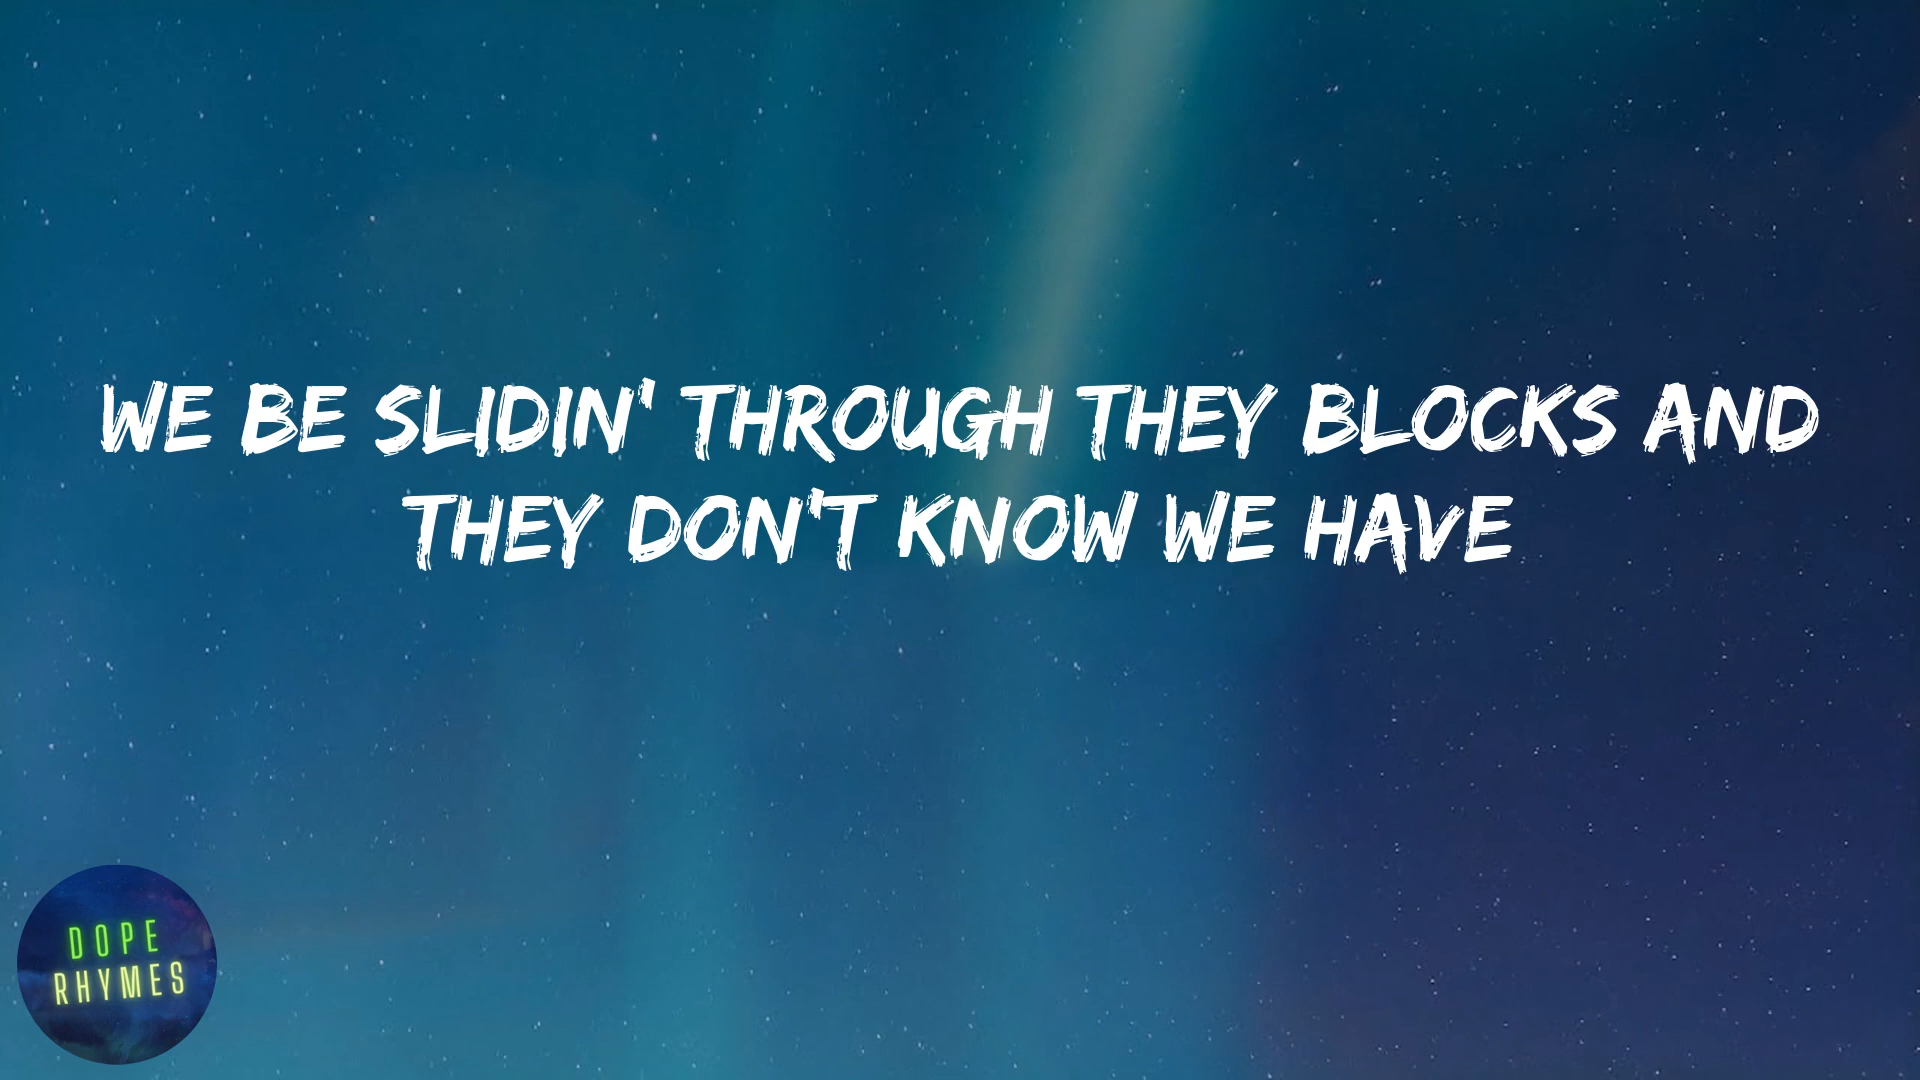 WE BE SLIDIN' THROUGH THEY BLOCKS AND
THEY DON'T KNOW WE HAVE
DOPE
RHYMES